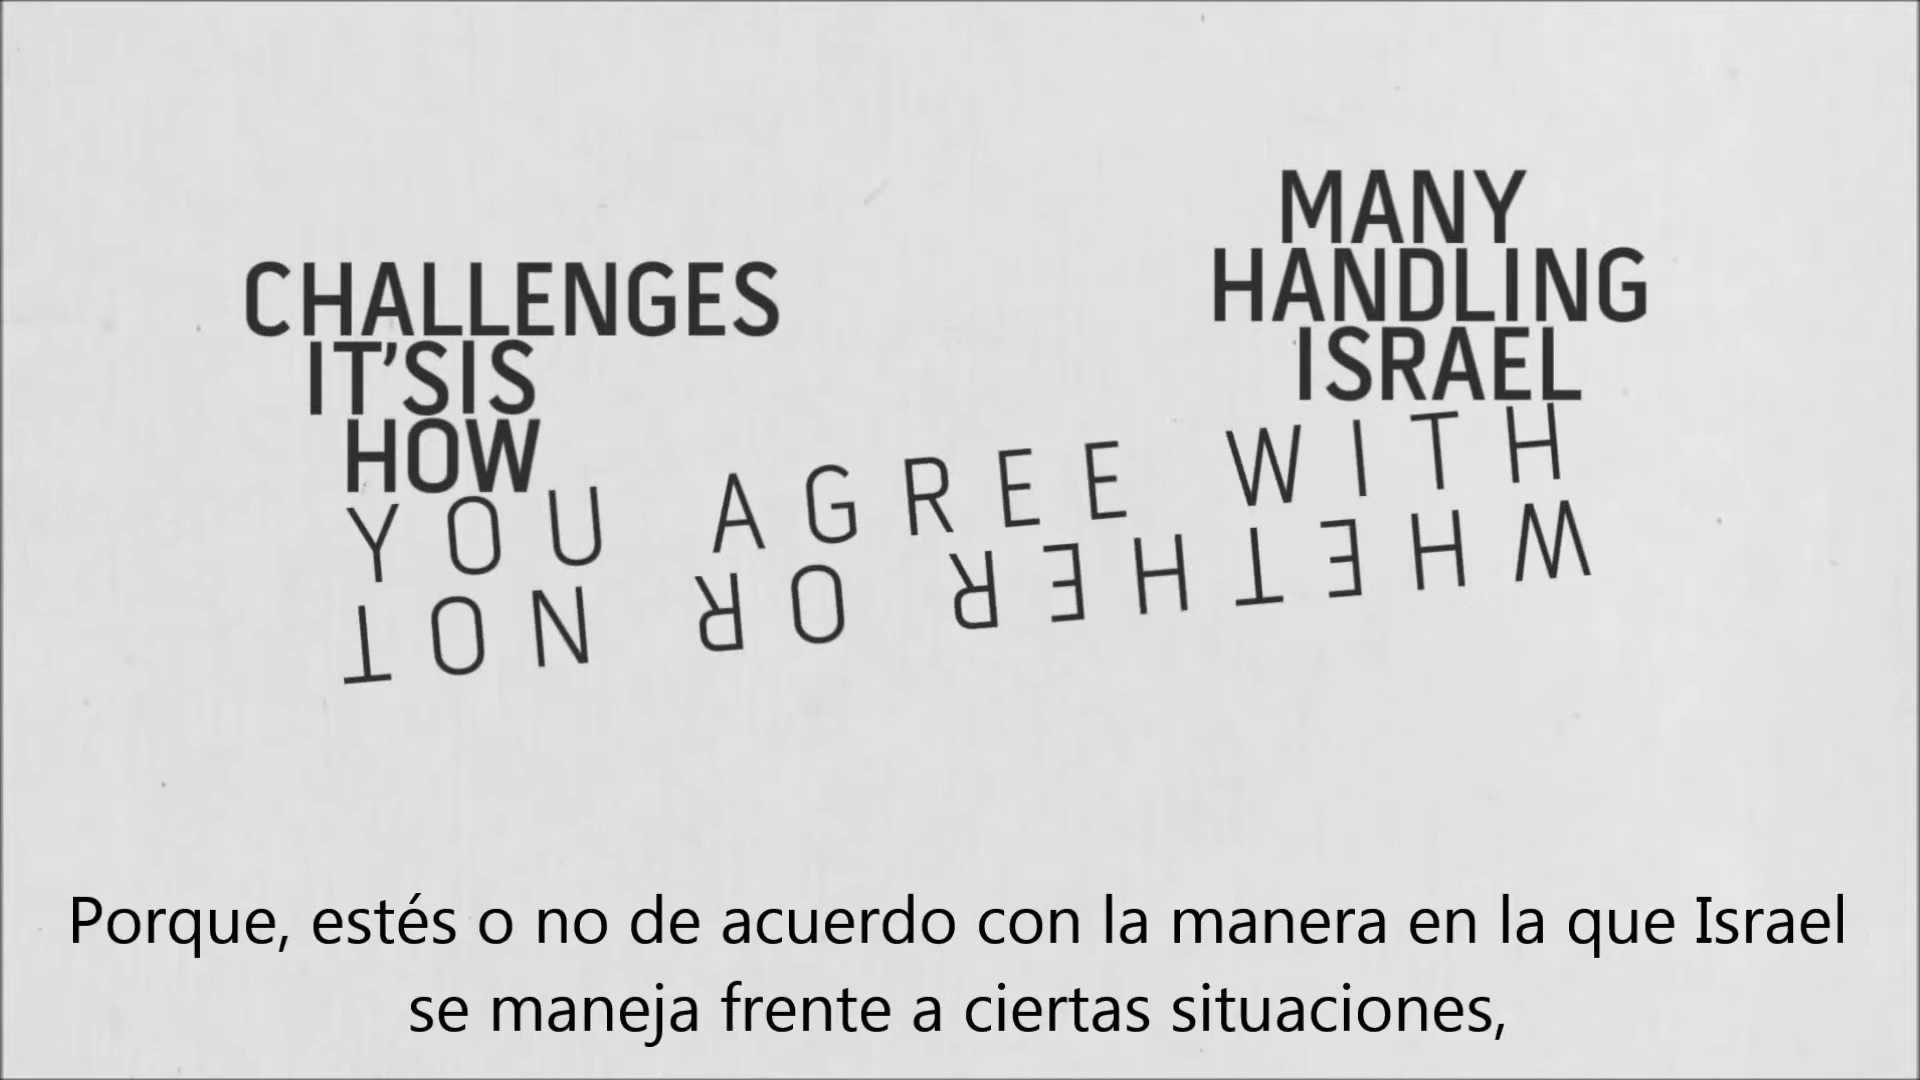 MANY
HANDLING
ISRAEL
CHALLENGES
IT'S IS
HOW
YOU AGREE WITH
WHETHER OR NOT
Porque, estés o no de acuerdo con la manera en la que Israel
se maneja frente a ciertas situaciones,